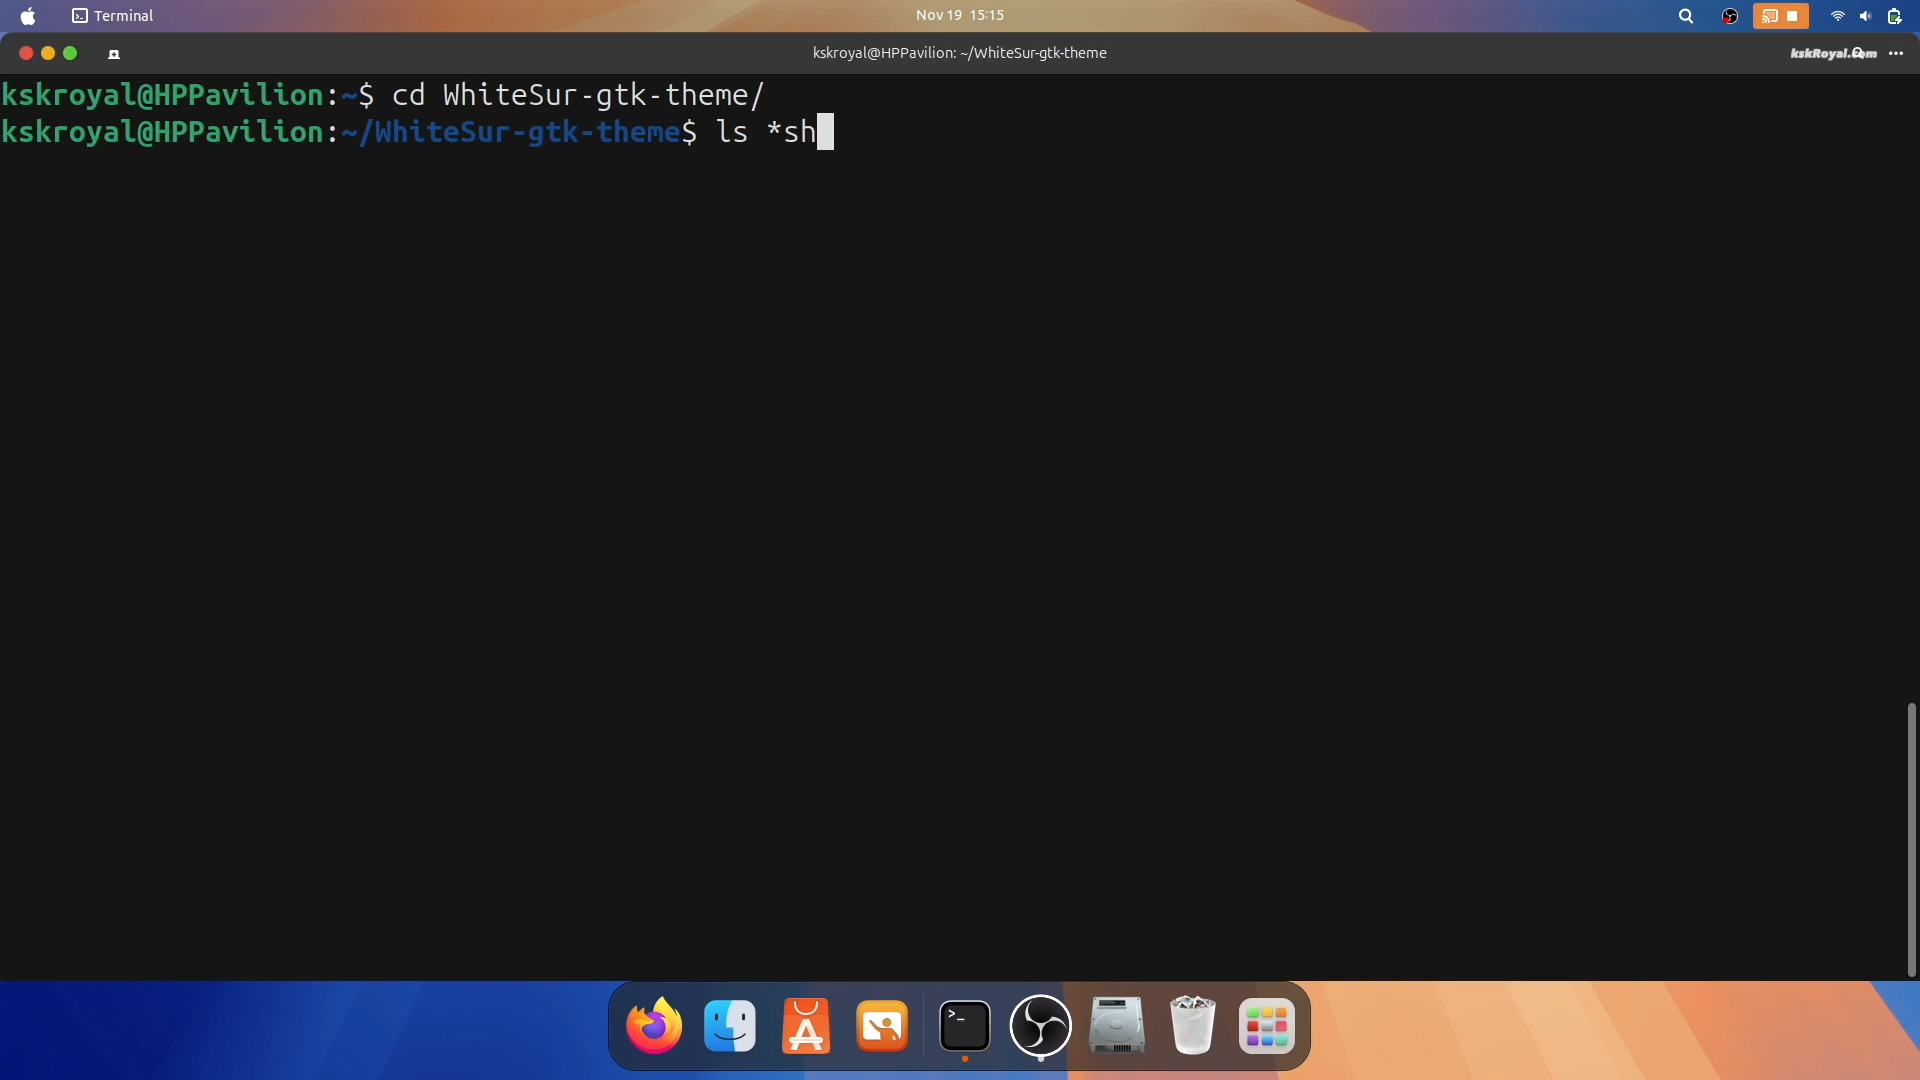 Terminal
Nov 19 15:15
kskroyal@HPPavilion: ~/WhiteSur-gtk-theme
kskRoyal.com
kskroyal@HPPavilion:~$ cd WhiteSur-gtk-theme/
kskroyal@HPPavilion:~/WhiteSur-gtk-theme$ ls *sh